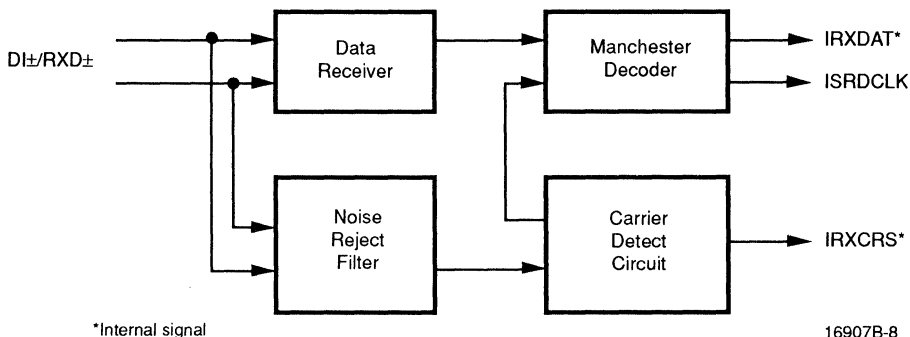 DI±/RXD±
Data
Receiver
Manchester
Decoder
IRXDAT*
ISRDCLK
Noise
Reject
Filter
Carrier
Detect
Circuit
IRXCRS*
*Internal signal
16907B-8